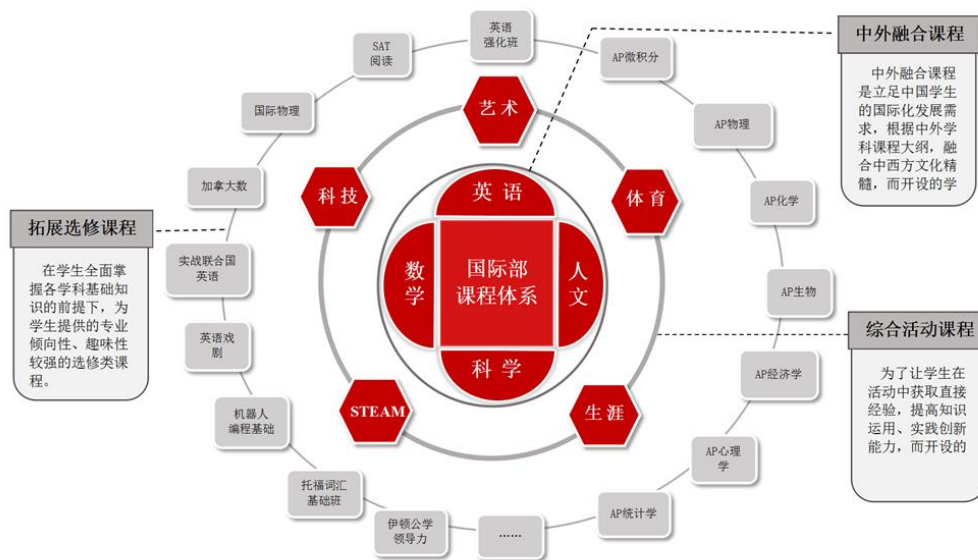 英语
强化班
SAT
阅读
AP微积分
国际物理
AP物理
加拿大数
AP化学
实战联合国
英语
AP生物
英语戏
剧
AP经济学
机器人
编程基础
AP心理
学
托福词汇
基础班
AP统计学
伊顿公学
领导力
......
艺术
科技
体育
STEAM
生涯
英语
数学
国际部
课程体系
人文
科学
中外融合课程
中外融合课程
是立足中国学生
的国际化发展需
求，根据中外学
科课程大纲，融
合中西方文化精
髓，而开设的学
拓展选修课程
在学生全面掌
握各学科基础知
识的前提下，为
学生提供的专业
倾向性、趣味性
较强的选修类课
程。
综合活动课程
为了让学生在
活动中获取直接
经验，提高知识
运用、实践创新
能力，而开设的